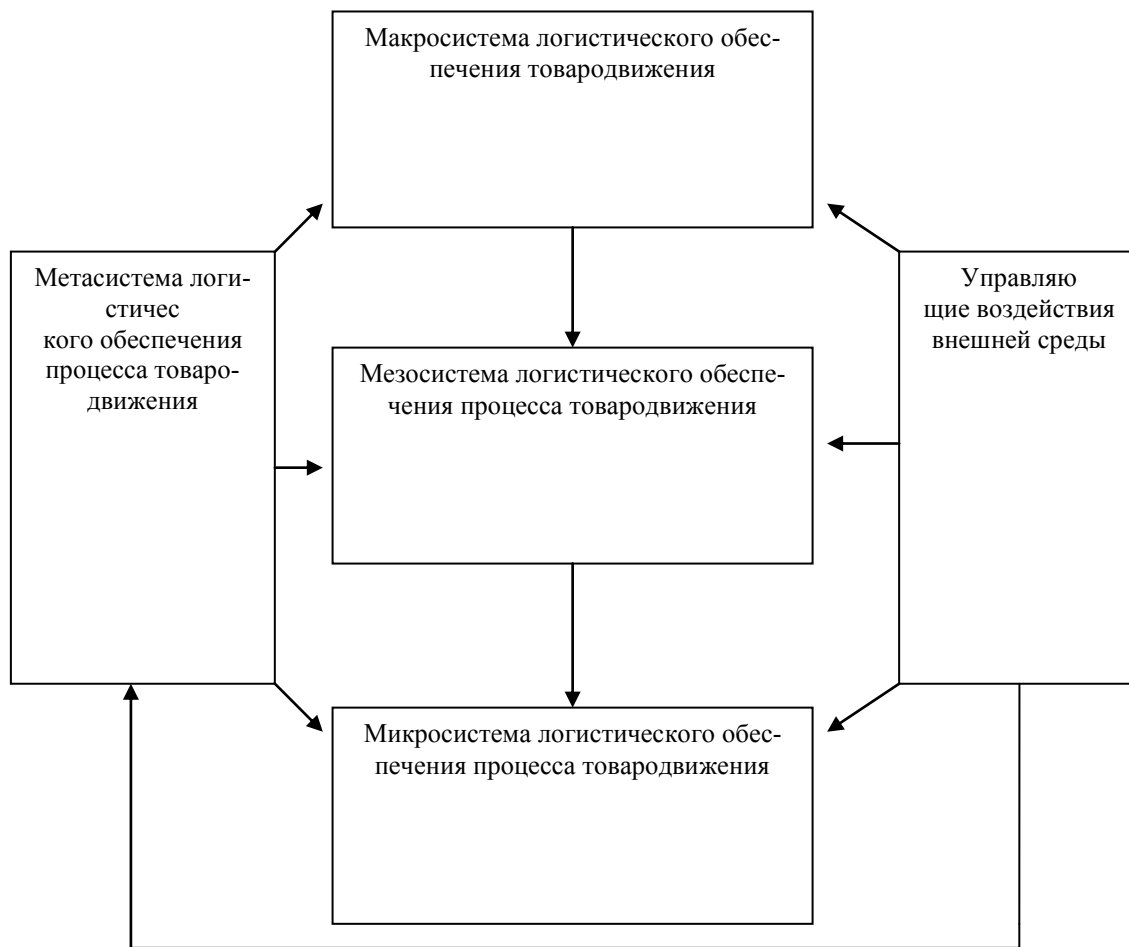 Макросистема логистического обес-
печения товародвижения
Метасистема логи-
стичес
кого обеспечения
процесса товаро-
движения
Управляю
щие воздействия
внешней среды
Мезосистема логистического обеспе-
чения процесса товародвижения
Микросистема логистического обес-
печения процесса товародвижения